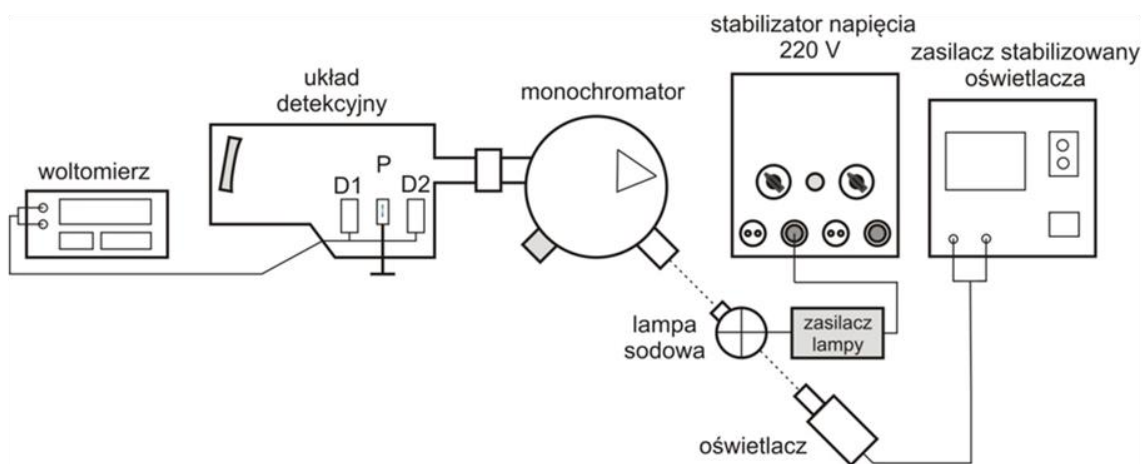 stabilizator napięcia
220 V
zasilacz stabilizowany
oświetlacza
układ
detekcyjny
monochromator
woltomierz
P
D1
D2
lampa
sodowa
zasilacz
lampy
oświetlacz